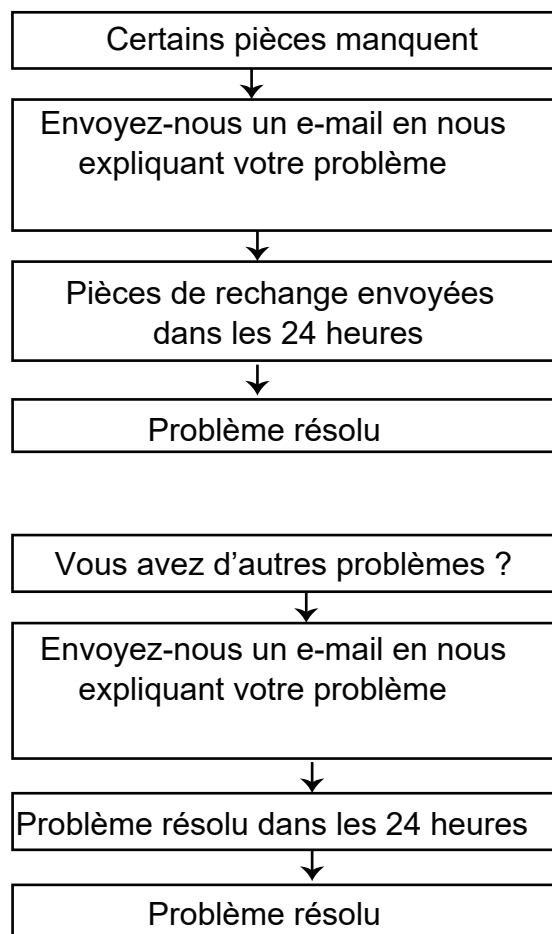 Certains pièces manquent
Envoyez-nous un e-mail en nous
expliquant votre problème
Pièces de rechange envoyées
dans les 24 heures
Problème résolu
Vous avez d’autres problèmes ?
Envoyez-nous un e-mail en nous
expliquant votre problème
Problème résolu dans les 24 heures
Problème résolu